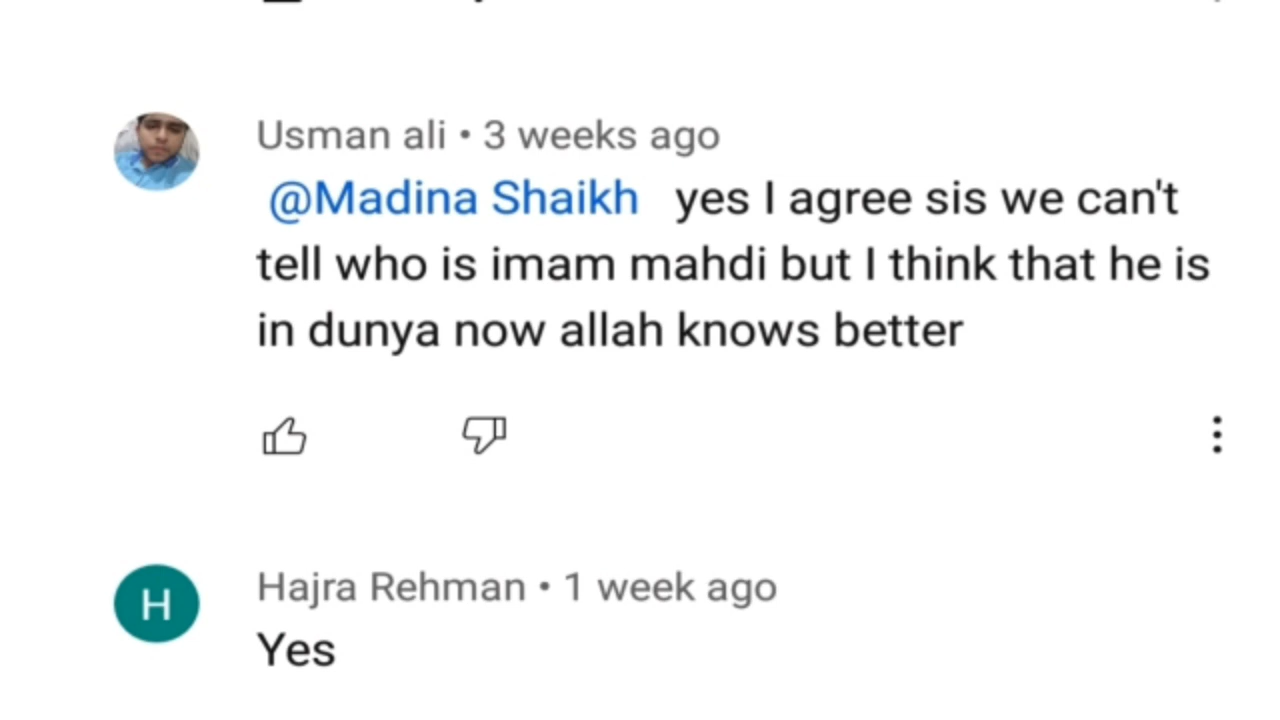 Usman ali • 3 weeks ago
@Madina Shaikh yes I agree sis we can't
tell who is imam mahdi but I think that he is
in dunya now allah knows better
H
Hajra Rehman • 1 week ago
Yes